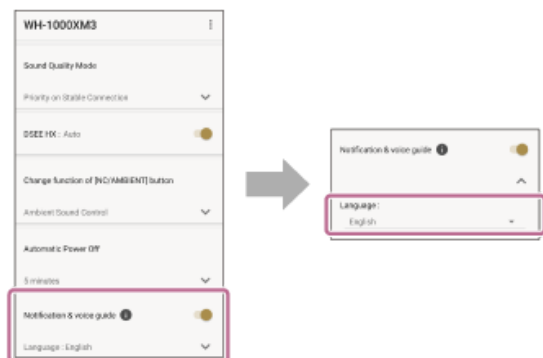 WH-1000XM3
Sound Quality Mode
Priority on Stable Connection
DSEE HX : Auto
Change function of [NC/AMBIENT] button
Ambient Sound Control
Automatic Power Off
5 minutes
Notification & voice guide
Language : English
Notification & voice guide
Language :
English